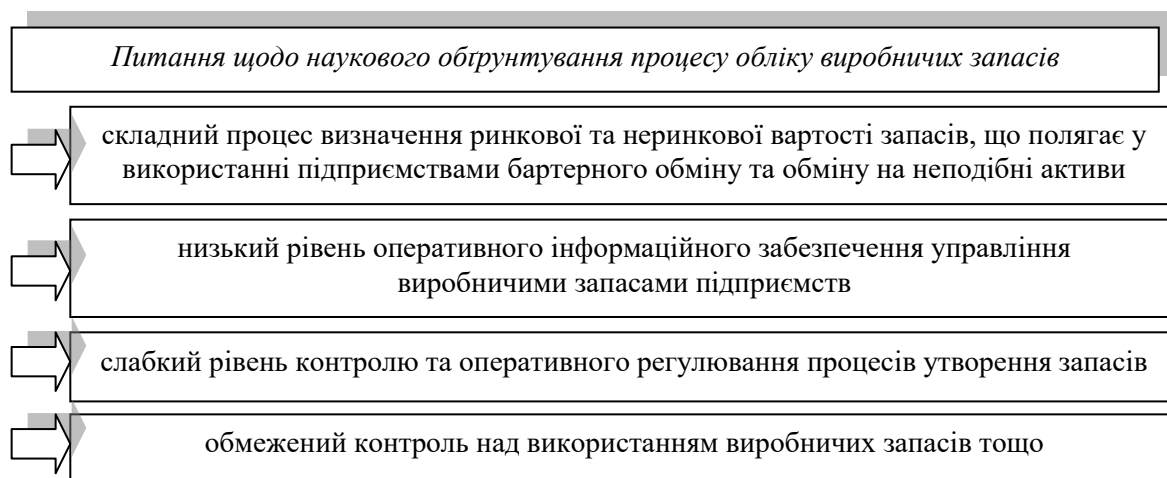 Питання щодо наукового обґрунтування процесу обліку виробничих запасів
складний процес визначення ринкової та неринкової вартості запасів, що полягає у
використанні підприємствами бартерного обміну та обміну на неподібні активи
низький рівень оперативного інформаційного забезпечення управління
виробничими запасами підприємств
слабкий рівень контролю та оперативного регулювання процесів утворення запасів
обмежений контроль над використанням виробничих запасів тощо